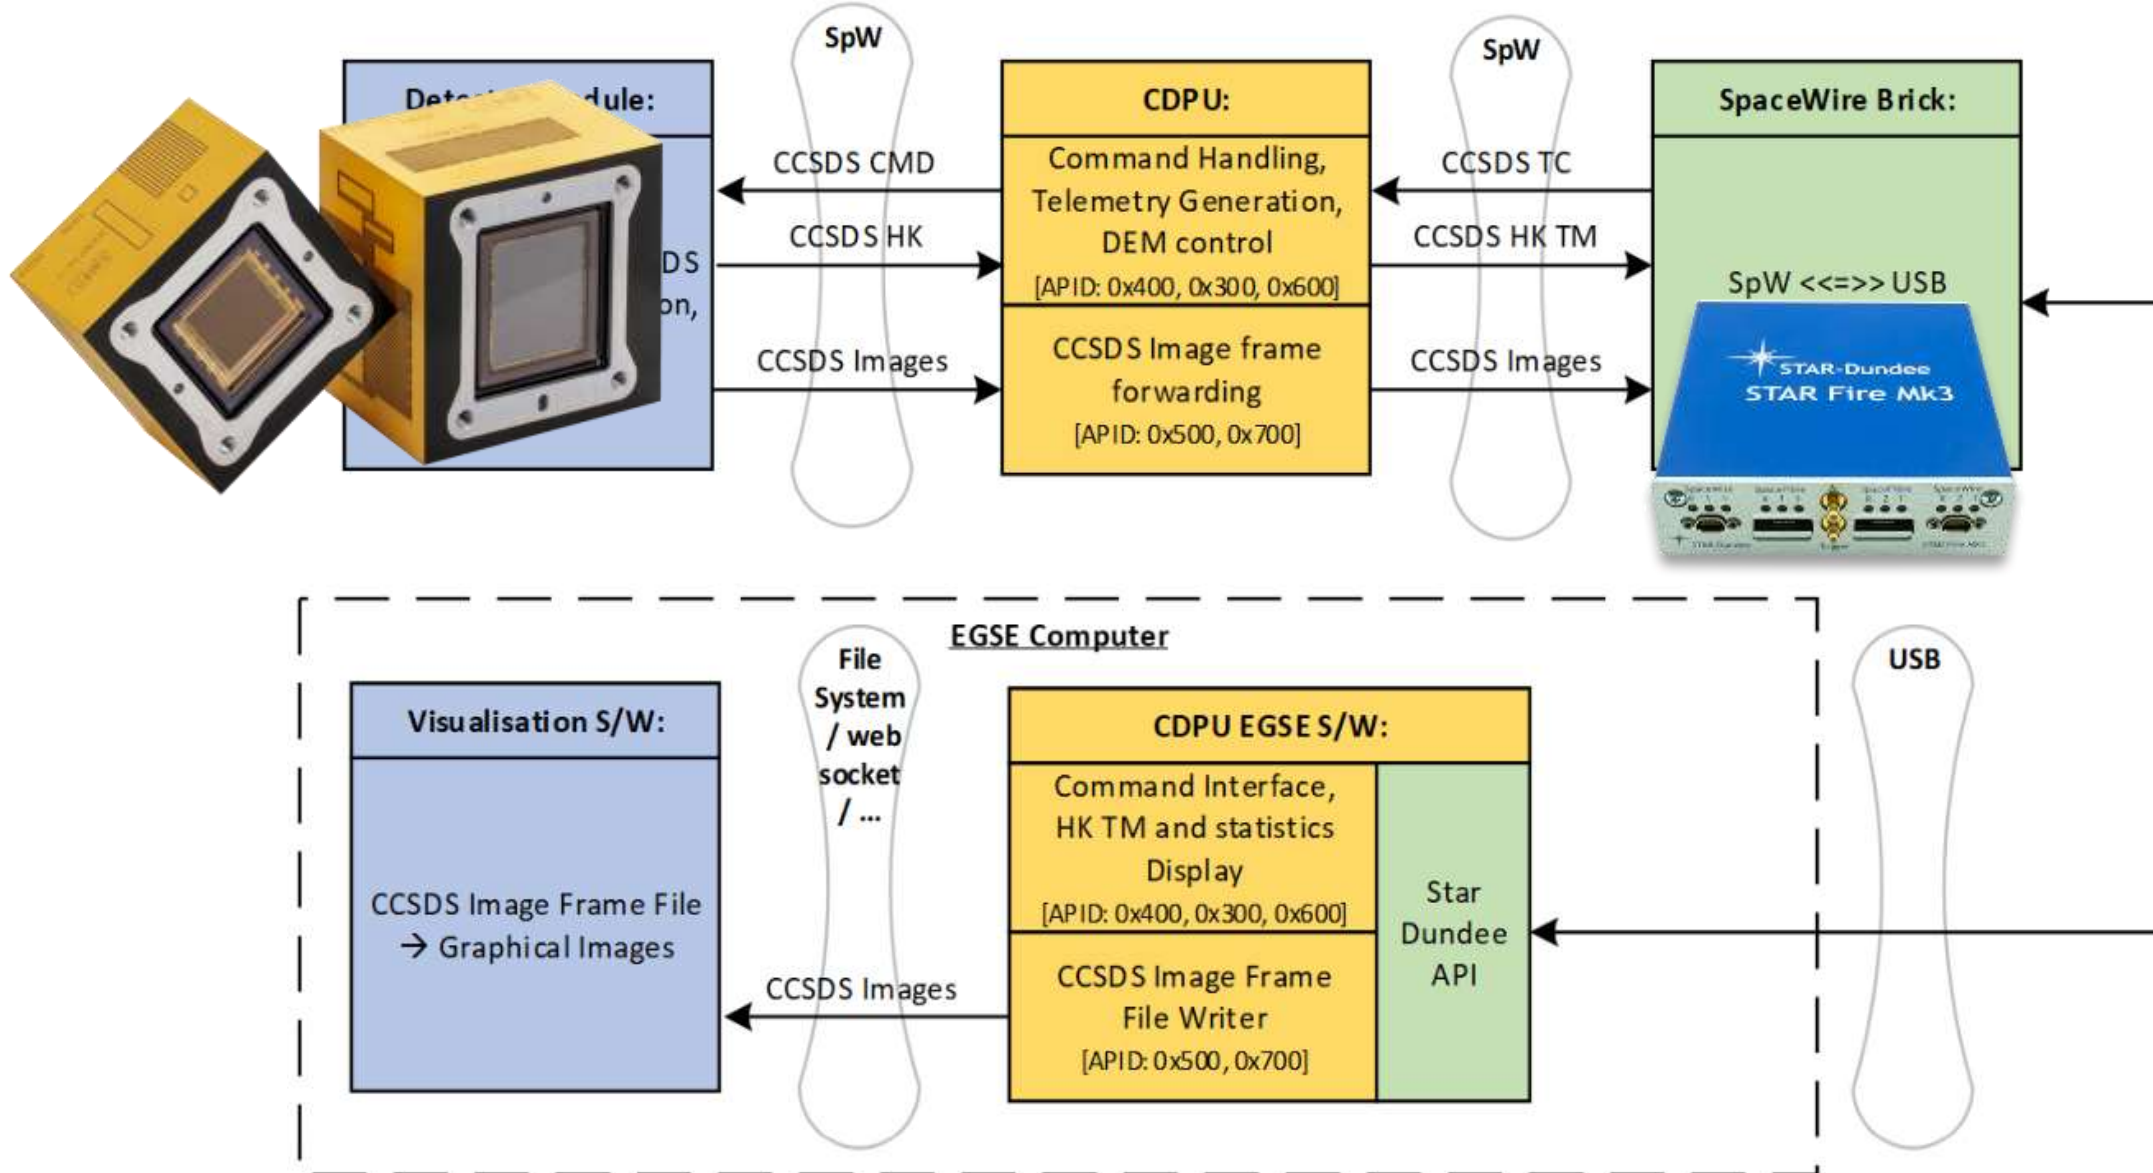 SpW
SpW
dule:
CDPU:
SpaceWire Brick:
CCSDS CMD
Command Handling,
Telemetry Generation,
DEM control
[APID: 0x400, 0x300, 0x600]
CCSDS TC
CCSDS HK
CCSDS HK TM
DS
on,
SpW <<=>> USB
CCSDS Images
CCSDS Image frame
forwarding
[APID: 0x500, 0x700]
CCSDS Images
STAR-Dundee
STAR Fire Mk3
EGSE Computer
File
System
/ web
socket
/ ...
USB
Visualisation S/W:
CCSDS Image Frame File
→ Graphical Images
CCSDS Images
CDPU EGSE S/W:
Command Interface,
HK TM and statistics
Display
[APID: 0x400, 0x300, 0x600]
CCSDS Image Frame
File Writer
[APID: 0x500, 0x700]
Star
Dundee
API